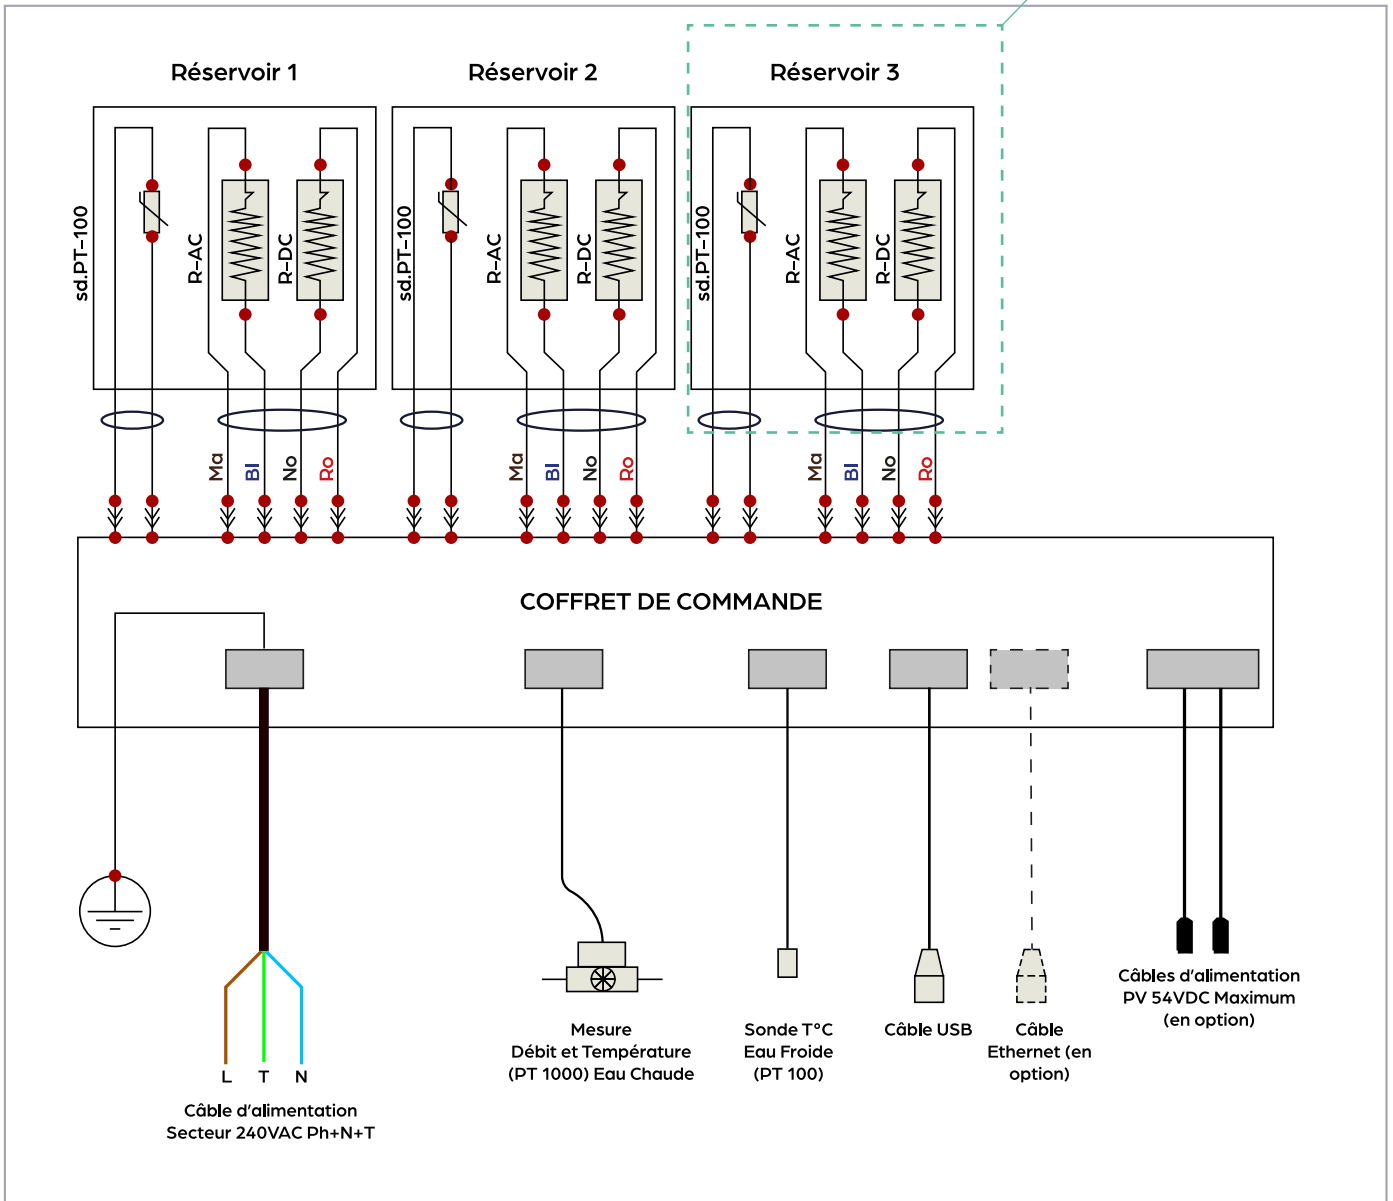 Réservoir 1
Réservoir 2
Réservoir 3
sd.PT-100
R-AC
R-DC
sd.PT-100
R-AC
R-DC
sd.PT-100
R-AC
R-DC
Ma
Bl
No
Ro
Ma
Bl
No
Ro
Ma
Bl
No
Ro
COFFRET DE COMMANDE
L
T
N
Câble d'alimentation
Secteur 240VAC Ph+N+T
Mesure
Débit et Température
(PT 1000) Eau Chaude
Sonde T°C
Eau Froide
(PT 100)
Câble USB
Câble
Ethernet (en
option)
Câbles d'alimentation
PV 54VDC Maximum
(en option)